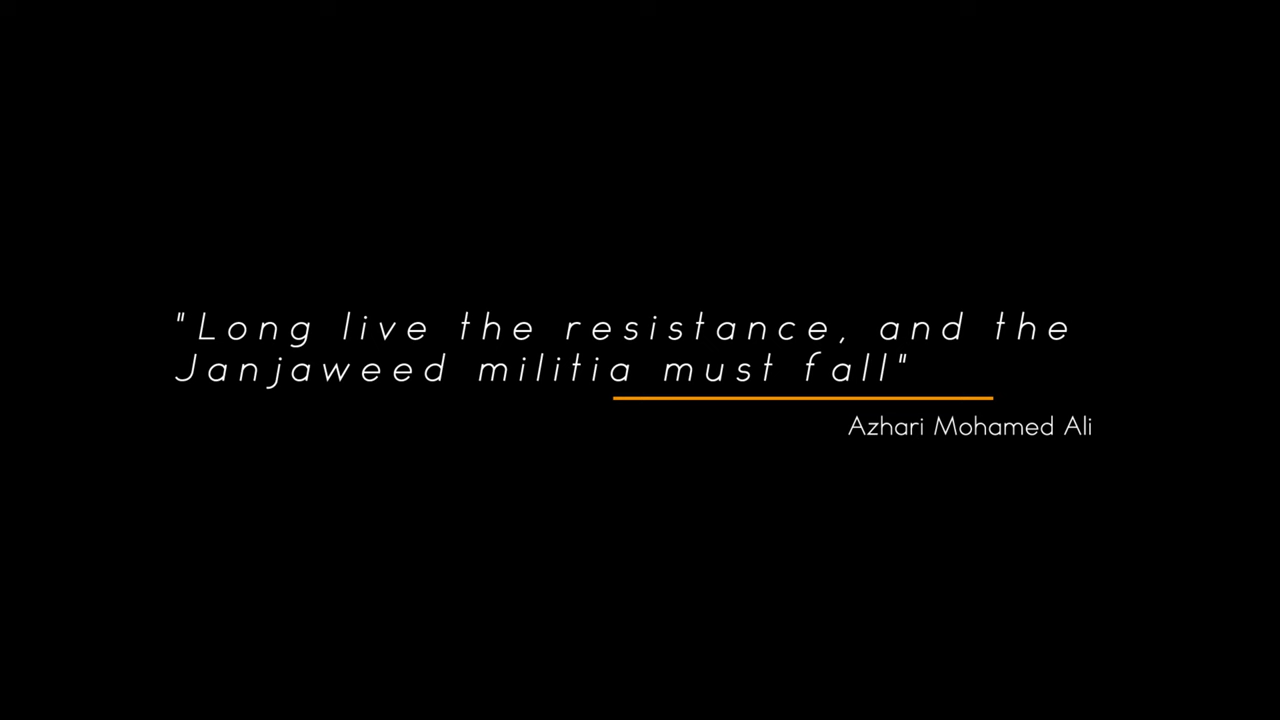 "Long live the resistance, and the
Janjaweed militia must fall"
Azhari Mohamed Ali